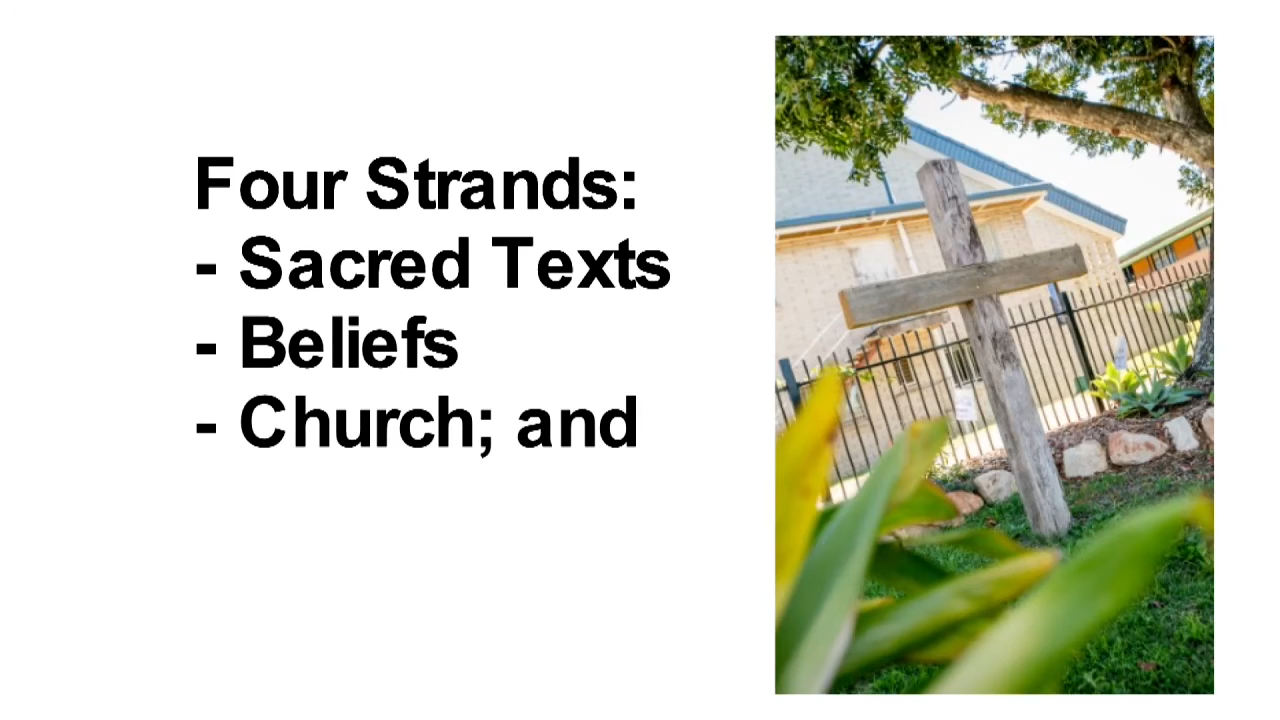 Four Strands:
- Sacred Texts
- Beliefs
- Church; and